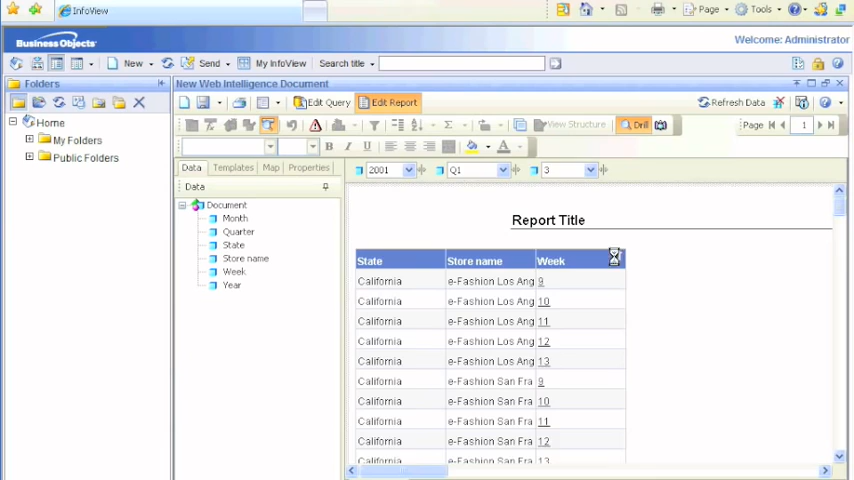 InfoView
Page
Tools
Business Objects
Welcome: Administrator
New
Send
My InfoView
Search title
Folders
New Web Intelligence Document
Edit Query
Edit Report
Refresh Data
Home
My Folders
Public Folders
View Structure
Drill
Page
1
B I U
A
Data
Templates
Map
Properties
2001
Q1
3
Data
Document
Month
Quarter
State
Store name
Week
Year
Report Title
State Store name Week
California e-Fashion Los Ang 9
California e-Fashion Los Ang 10
California e-Fashion Los Ang 11
California e-Fashion Los Ang 12
California e-Fashion Los Ang 13
California e-Fashion San Fra 9
California e-Fashion San Fra 10
California e-Fashion San Fra 11
California e-Fashion San Fra 12
California e-Fashion San Fra 13